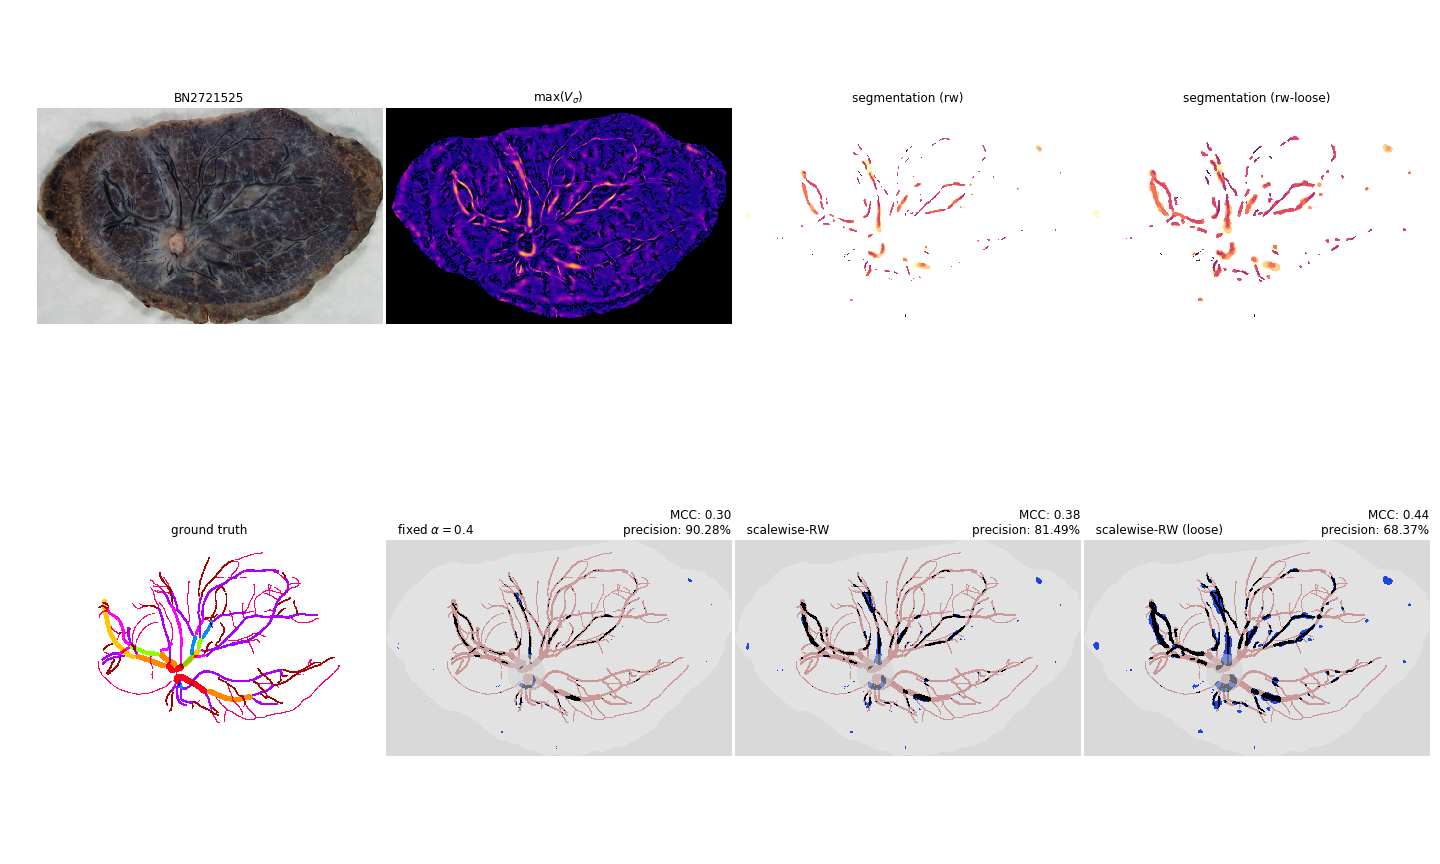 BN2721525
max(Vσ)
segmentation (rw)
segmentation (rw-loose)
ground truth
fixed α = 0.4
MCC: 0.30
precision: 90.28%
scalewise-RW
MCC: 0.38
precision: 81.49%
scalewise-RW (loose)
MCC: 0.44
precision: 68.37%